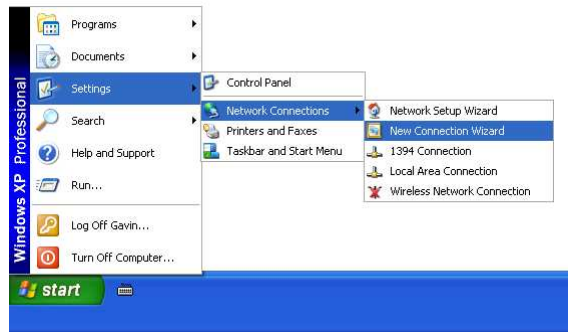 Programs
Documents
Settings
Search
Help and Support
Run...
Log Off Gavin...
Turn Off Computer...
Windows XP Professional
start
Control Panel
Network Connections
Printers and Faxes
Taskbar and Start Menu
Network Setup Wizard
New Connection Wizard
1394 Connection
Local Area Connection
Wireless Network Connection